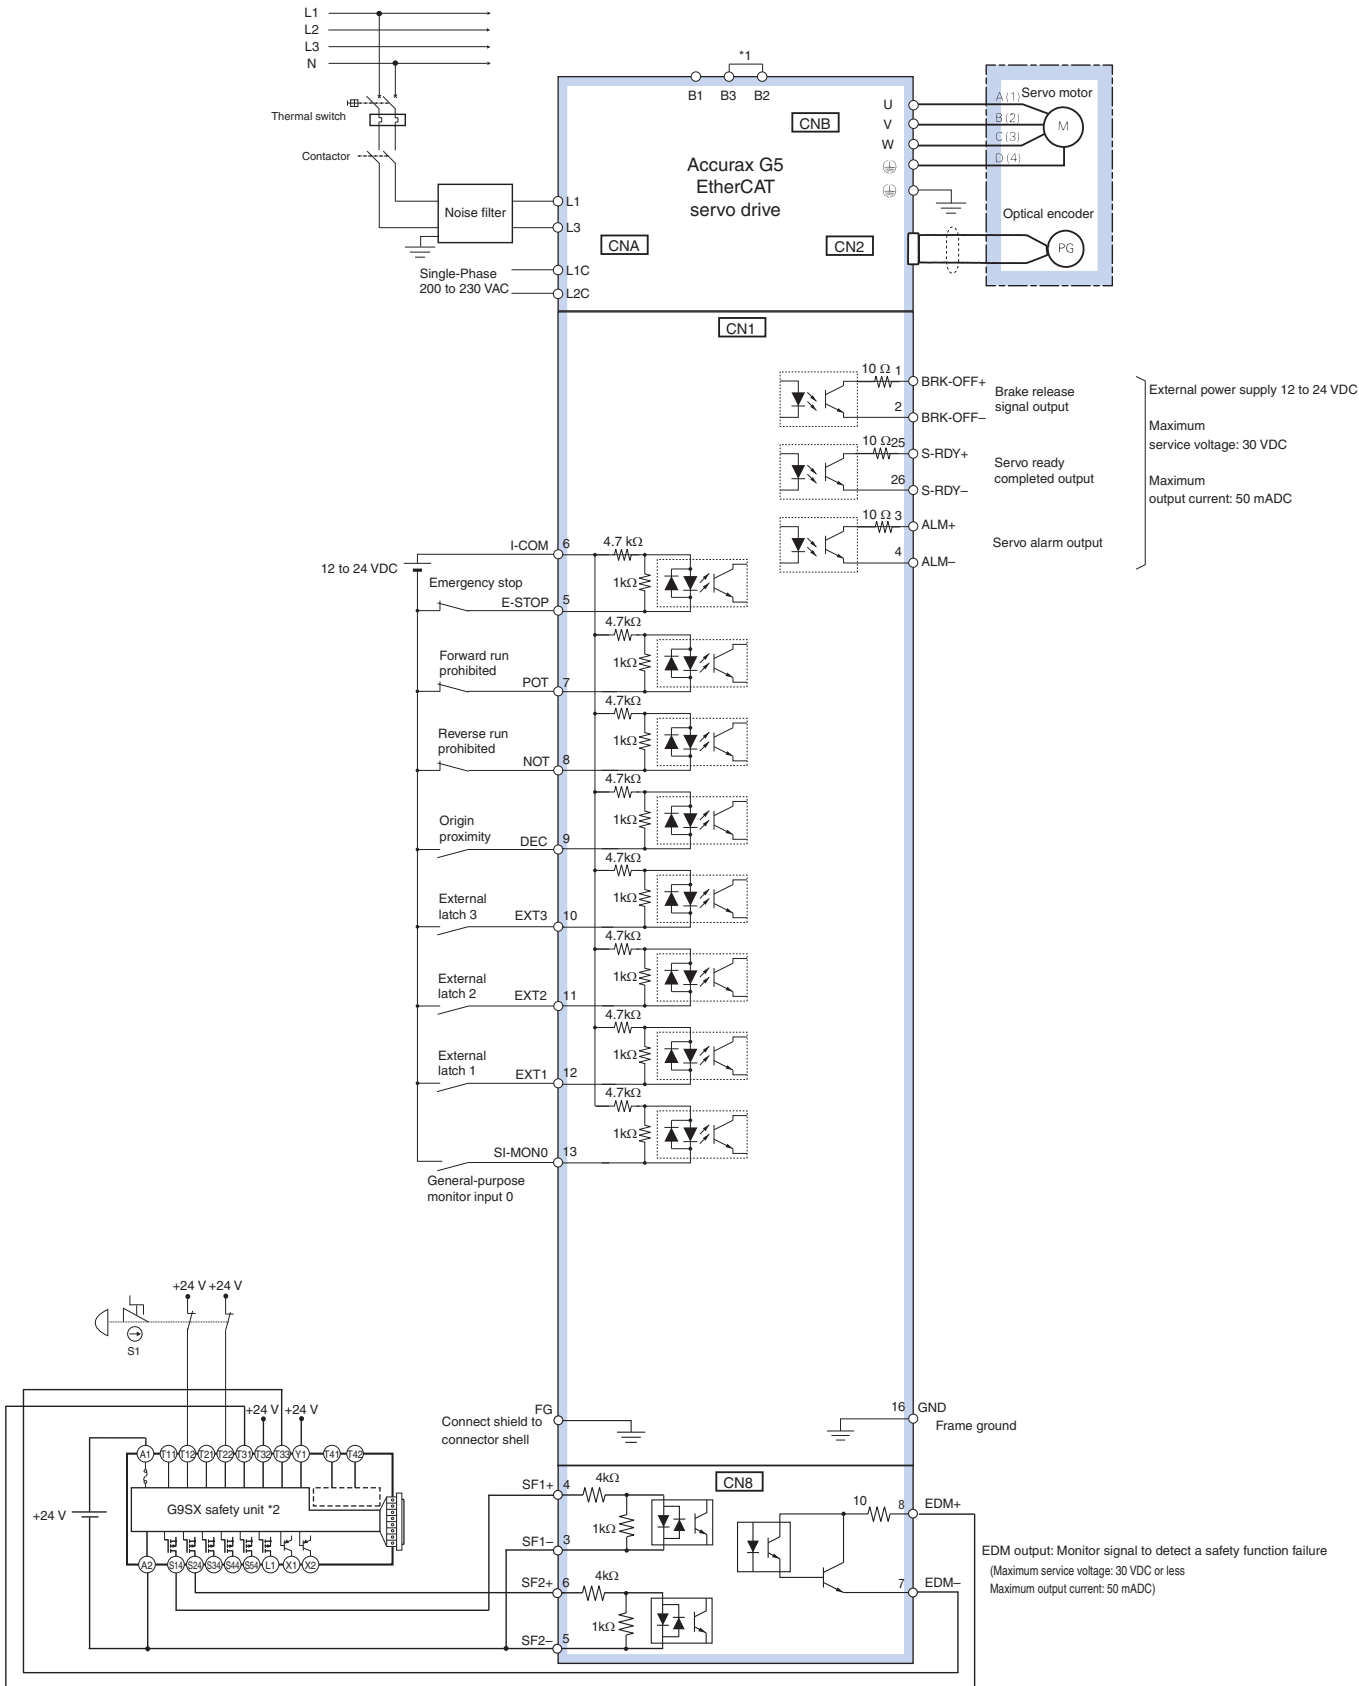 L1
L2
L3
N
Thermal switch
Contactor
Noise filter
L1
L3
Single-Phase
200 to 230 VAC
L1C
L2C
*1
B1 B3 B2
CNB
Accurax G5
EtherCAT
servo drive
CNA
CN2
U
V
W
A (1)
B (2)
C (3)
D (4)
Servo motor
M
Optical encoder
PG
CN1
10 Ω 1
BRK-OFF+
2
BRK-OFF–
Brake release
signal output
10 Ω 25
S-RDY+
26
S-RDY–
Servo ready
completed output
10 Ω 3
ALM+
4
ALM–
Servo alarm output
External power supply 12 to 24 VDC
Maximum
service voltage: 30 VDC
Maximum
output current: 50 mADC
12 to 24 VDC
I-COM 6
4.7 kΩ
1kΩ
Emergency stop
E-STOP 5
4.7kΩ
1kΩ
Forward run
prohibited
POT 7
4.7kΩ
1kΩ
Reverse run
prohibited
NOT 8
4.7kΩ
1kΩ
Origin
proximity
DEC 9
4.7kΩ
1kΩ
External
latch 3
EXT3 10
4.7kΩ
1kΩ
External
latch 2
EXT2 11
4.7kΩ
1kΩ
External
latch 1
EXT1 12
4.7kΩ
1kΩ
SI-MON0 13
General-purpose
monitor input 0
+24 V +24 V
S1
+24 V +24 V
A1 T11 T12 T21 T22 T31 T32 T33 Y1 T41 T42
G9SX safety unit *2
+24 V
A2 S14 S24 S34 S44 S54 L1 X1 X2
FG
Connect shield to
connector shell
16 GND
Frame ground
CN8
SF1+ 4
4kΩ
1kΩ
SF1– 3
SF2+ 6
4kΩ
1kΩ
SF2– 5
10 8 EDM+
7 EDM–
EDM output: Monitor signal to detect a safety function failure
(Maximum service voltage: 30 VDC or less
Maximum output current: 50 mADC)